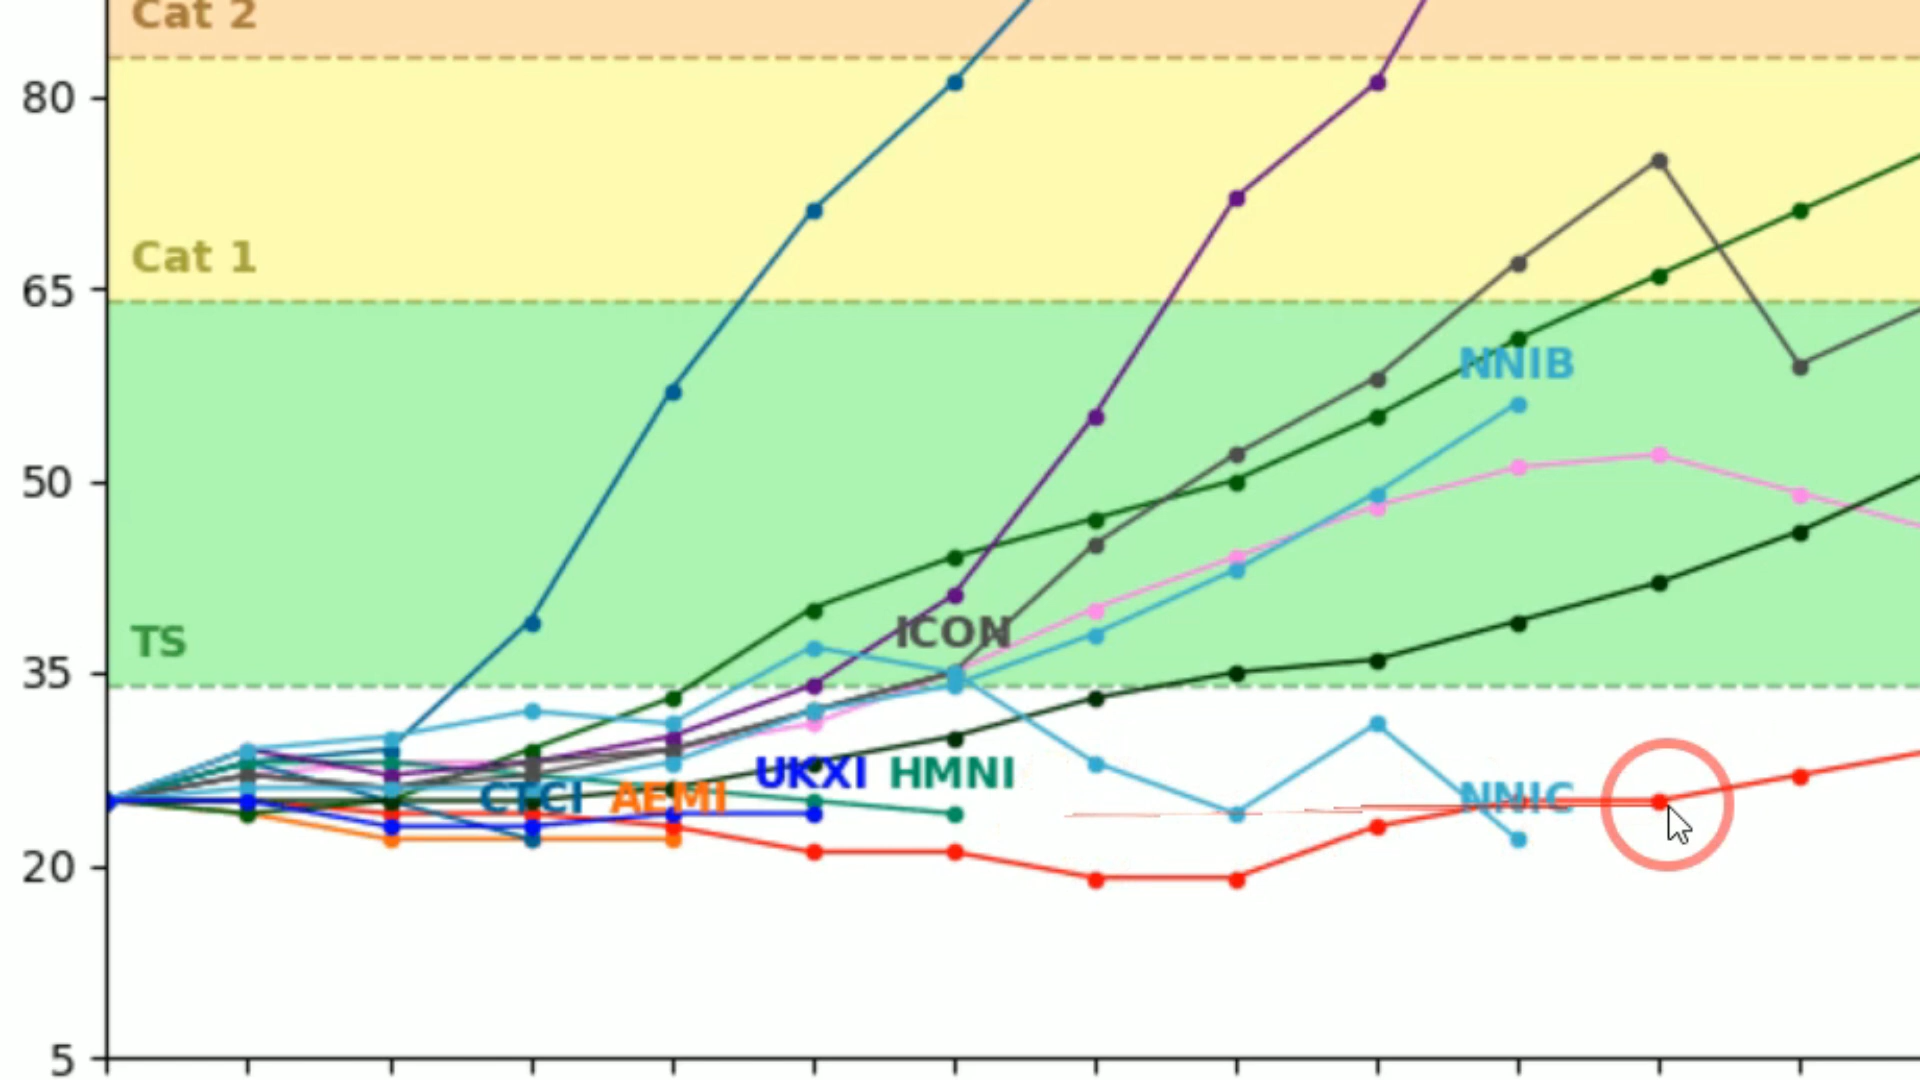 Cat 2
80
Cat 1
65
NNIB
50
ICON
TS
35
UKXI HMNI
CTCI AEMI NNIC
20
5